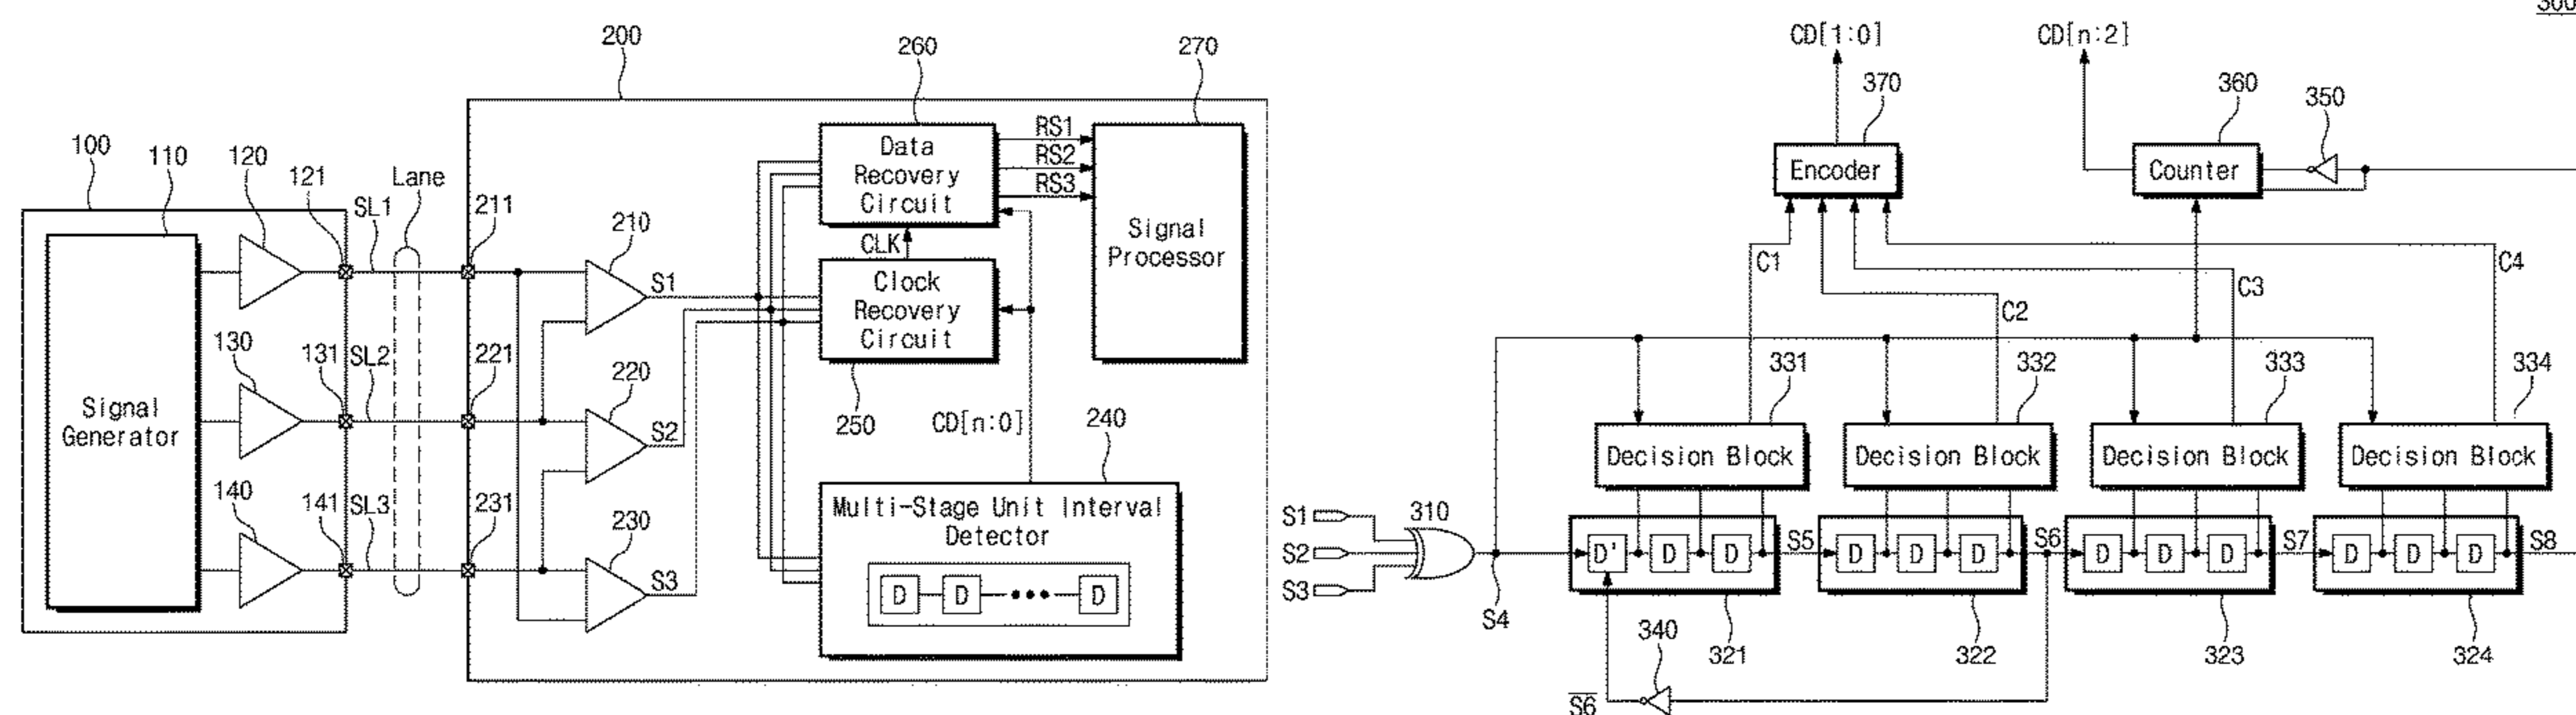 200
260
270
100
110
120
121
SL1
Lane
211
210
S1
Data
Recovery
Circuit
RS1
RS2
RS3
CLK
Clock
Recovery
Circuit
250
Signal
Processor
130
131
SL2
221
220
S2
Signal
Generator
CD[n:0]
240
140
141
SL3
231
230
S3
Multi-Stage Unit Interval
Detector
D
D
D
300
CD[1:0]
CD[n:2]
370
360
350
Encoder
Counter
C1
C2
C3
C4
331
332
333
334
Decision Block
Decision Block
Decision Block
Decision Block
S1
S2
S3
310
S4
D'
D
D
S5
D
D
D
S6
D
D
D
S7
D
D
D
S8
321
322
323
324
340
S6